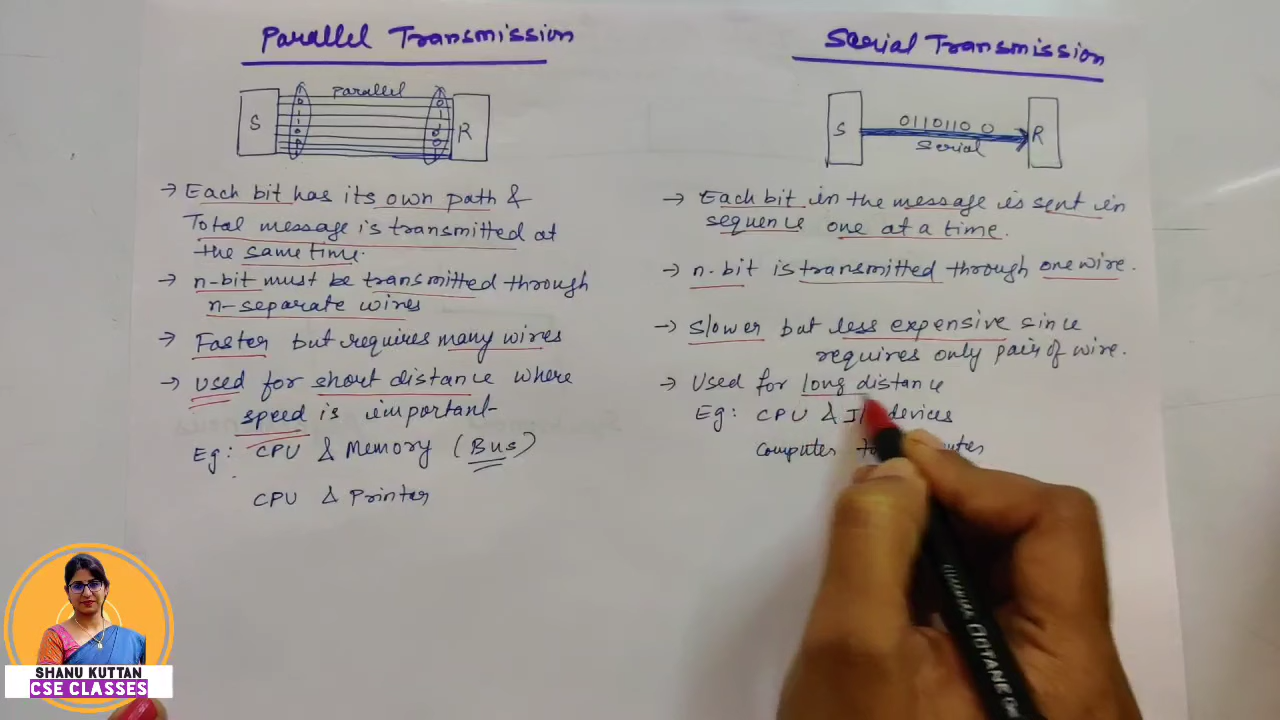 Parallel Transmission
parallel
S
R
→ Each bit has its own path &
Total message is transmitted at
the same time.
→ n-bit must be transmitted through
n-separate wires
→ Faster but requires many wires
→ Used for short distance where
speed is important
Eg: CPU & Memory (Bus)
CPU & Printer
Serial Transmission
S
0110110 0
Serial
R
→ Each bit in the message is sent in
sequence one at a time.
→ n-bit is transmitted through one wire.
→ Slower but less expensive since
requires only pair of wire.
→ Used for long distance
Eg: CPU & devices
Computer
SHANU KUTTAN
CSE CLASSES